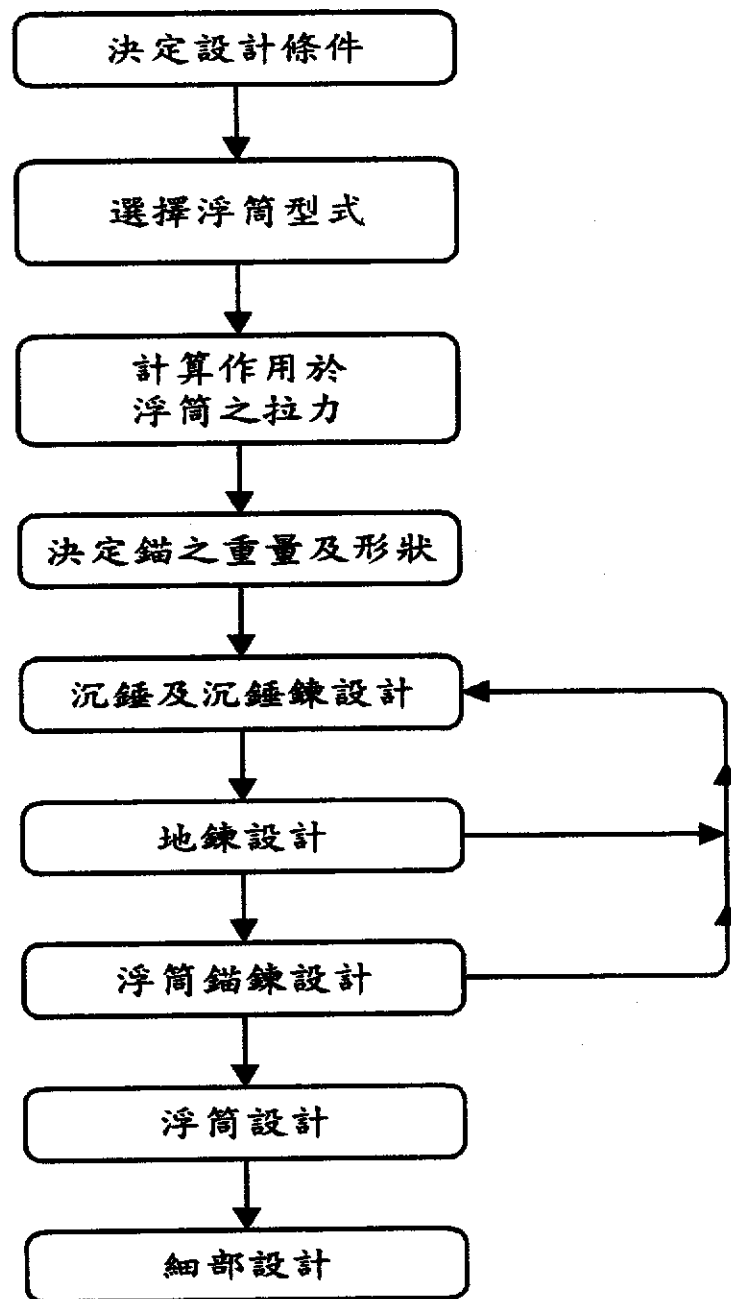 決定設計條件
選擇浮筒型式
計算作用於
浮筒之拉力
決定錨之重量及形狀
沉錘及沉錘鍊設計
地鍊設計
浮筒錨鍊設計
浮筒設計
細部設計